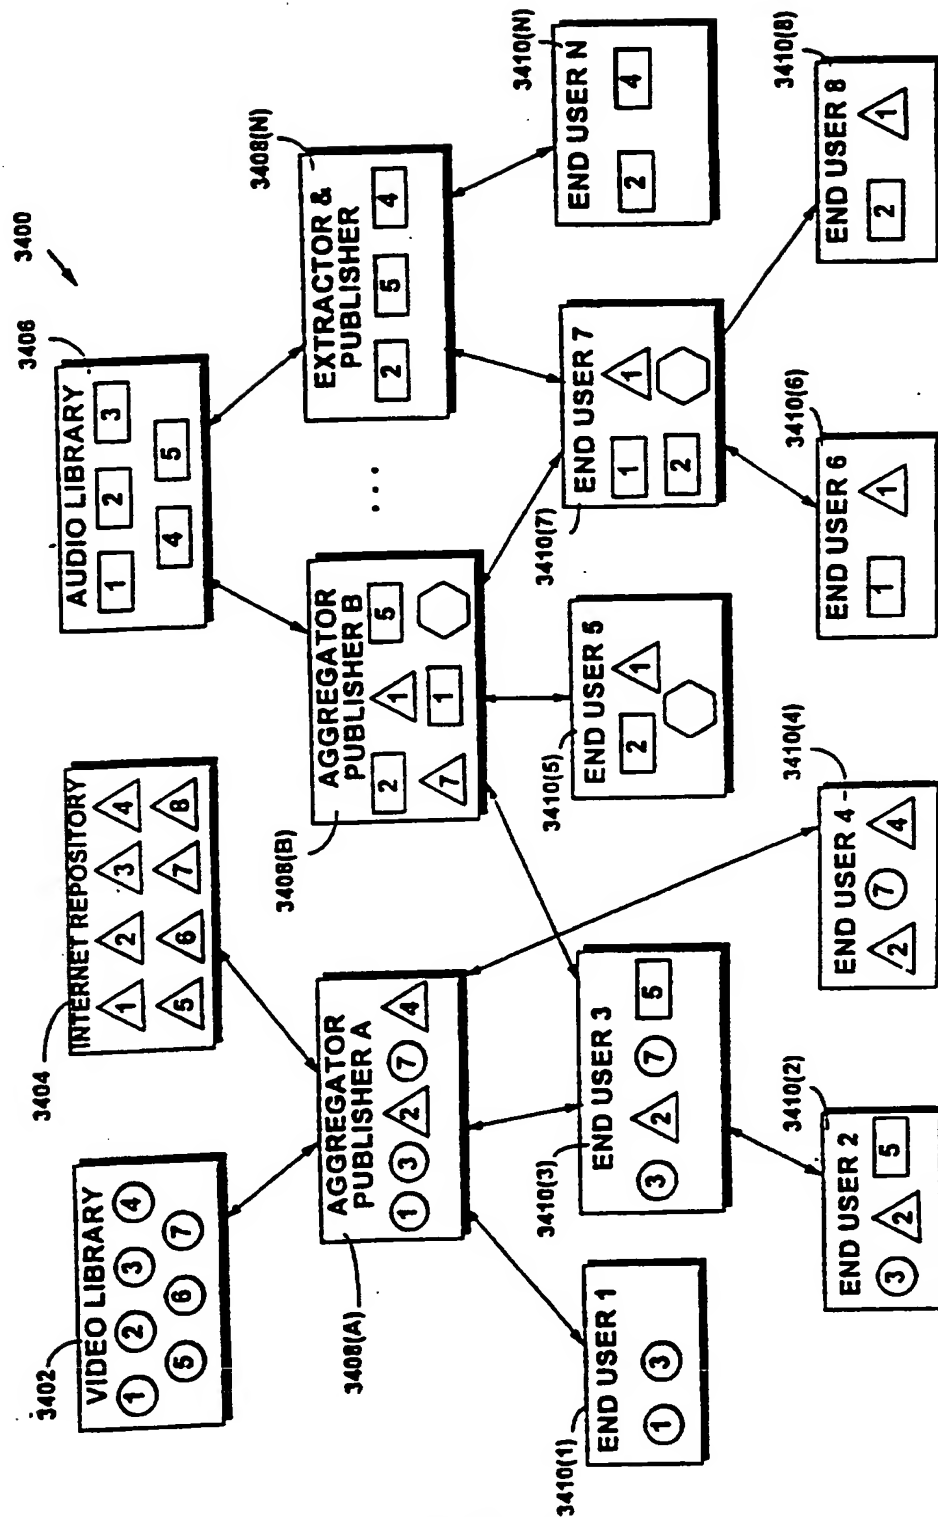 3400
3402
VIDEO LIBRARY
1 2 3 4
5 6 7
3404
INTERNET REPOSITORY
1 2 3 4
5 6 7 8
3406
AUDIO LIBRARY
1 2 3
4 5
3408(A)
AGGREGATOR
PUBLISHER A
1 3 2 7 4
3408(B)
AGGREGATOR
PUBLISHER B
2 1 5
7 1
...
3408(N)
EXTRACTOR &
PUBLISHER
2 5 4
3410(1)
END USER 1
1 3
3410(3)
END USER 3
3 2 7 5
3410(5)
END USER 5
2 1
3410(7)
END USER 7
1 1
2
3410(N)
END USER N
2 4
3410(2)
END USER 2
3 2 5
3410(4)
END USER 4
2 7 4
3410(6)
END USER 6
1 1
3410(8)
END USER 8
2 1